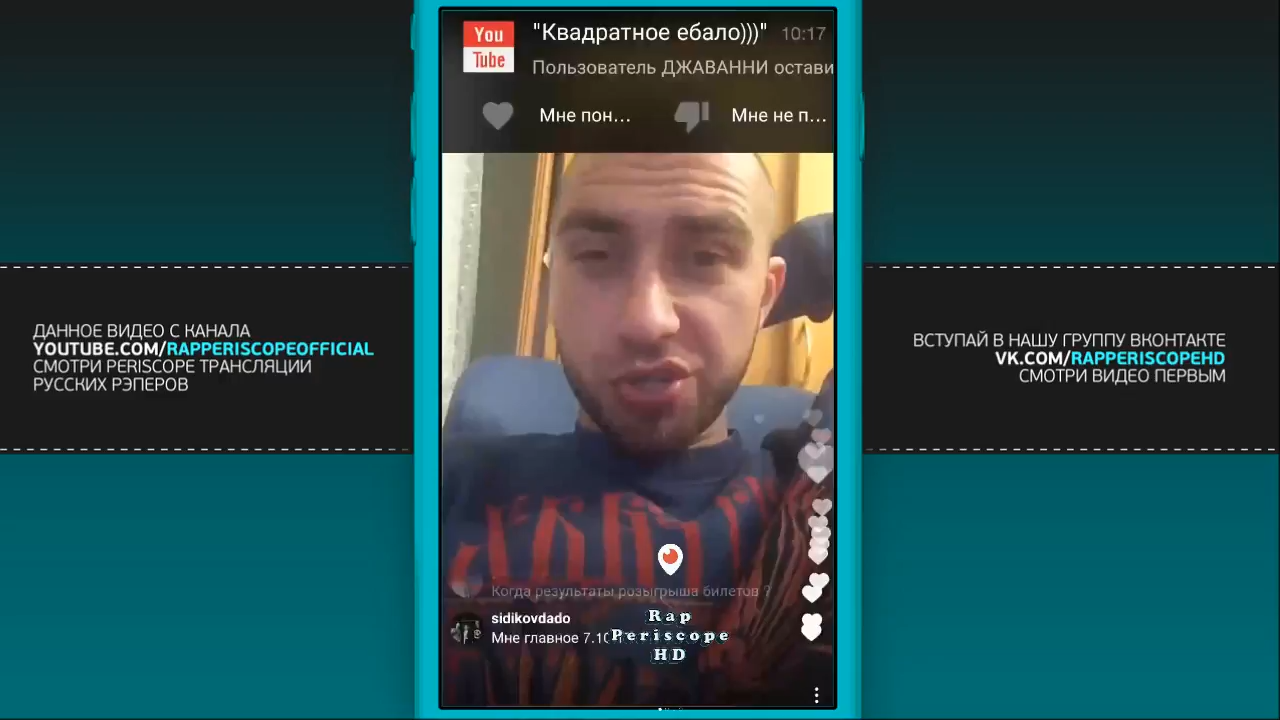 You
Tube
"Квадратное ебало)))"
10:17
Пользователь ДЖАВАННИ остави
Мне пон...
Мне не п...
ДАННОЕ ВИДЕО С КАНАЛА
YOUTUBE.COM/RAPPERISCOPEOFFICIAL
СМОТРИ PERISCOPE ТРАНСЛЯЦИИ
РУССКИХ РЭПЕРОВ
ВСТУПАЙ В НАШУ ГРУППУ ВКОНТАКТЕ
VK.COM/RAPPERISCOPEHD
СМОТРИ ВИДЕО ПЕРВЫМ
Когда результаты розыгрыша билетов ?
sidikovdado
Мне главное 7.10
Rap
Periscope
HD